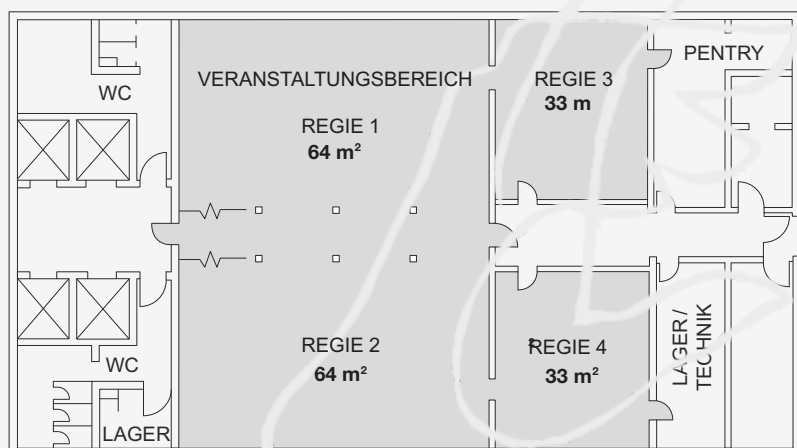 WC
VERANSTALTUNGSBEREICH
REGIE 1
64 m²
REGIE 3
33 m
PENTRY
REGIE 2
64 m²
²
REGIE 4
33 m²
LAGER /
TECHNIK
WC
LAGER